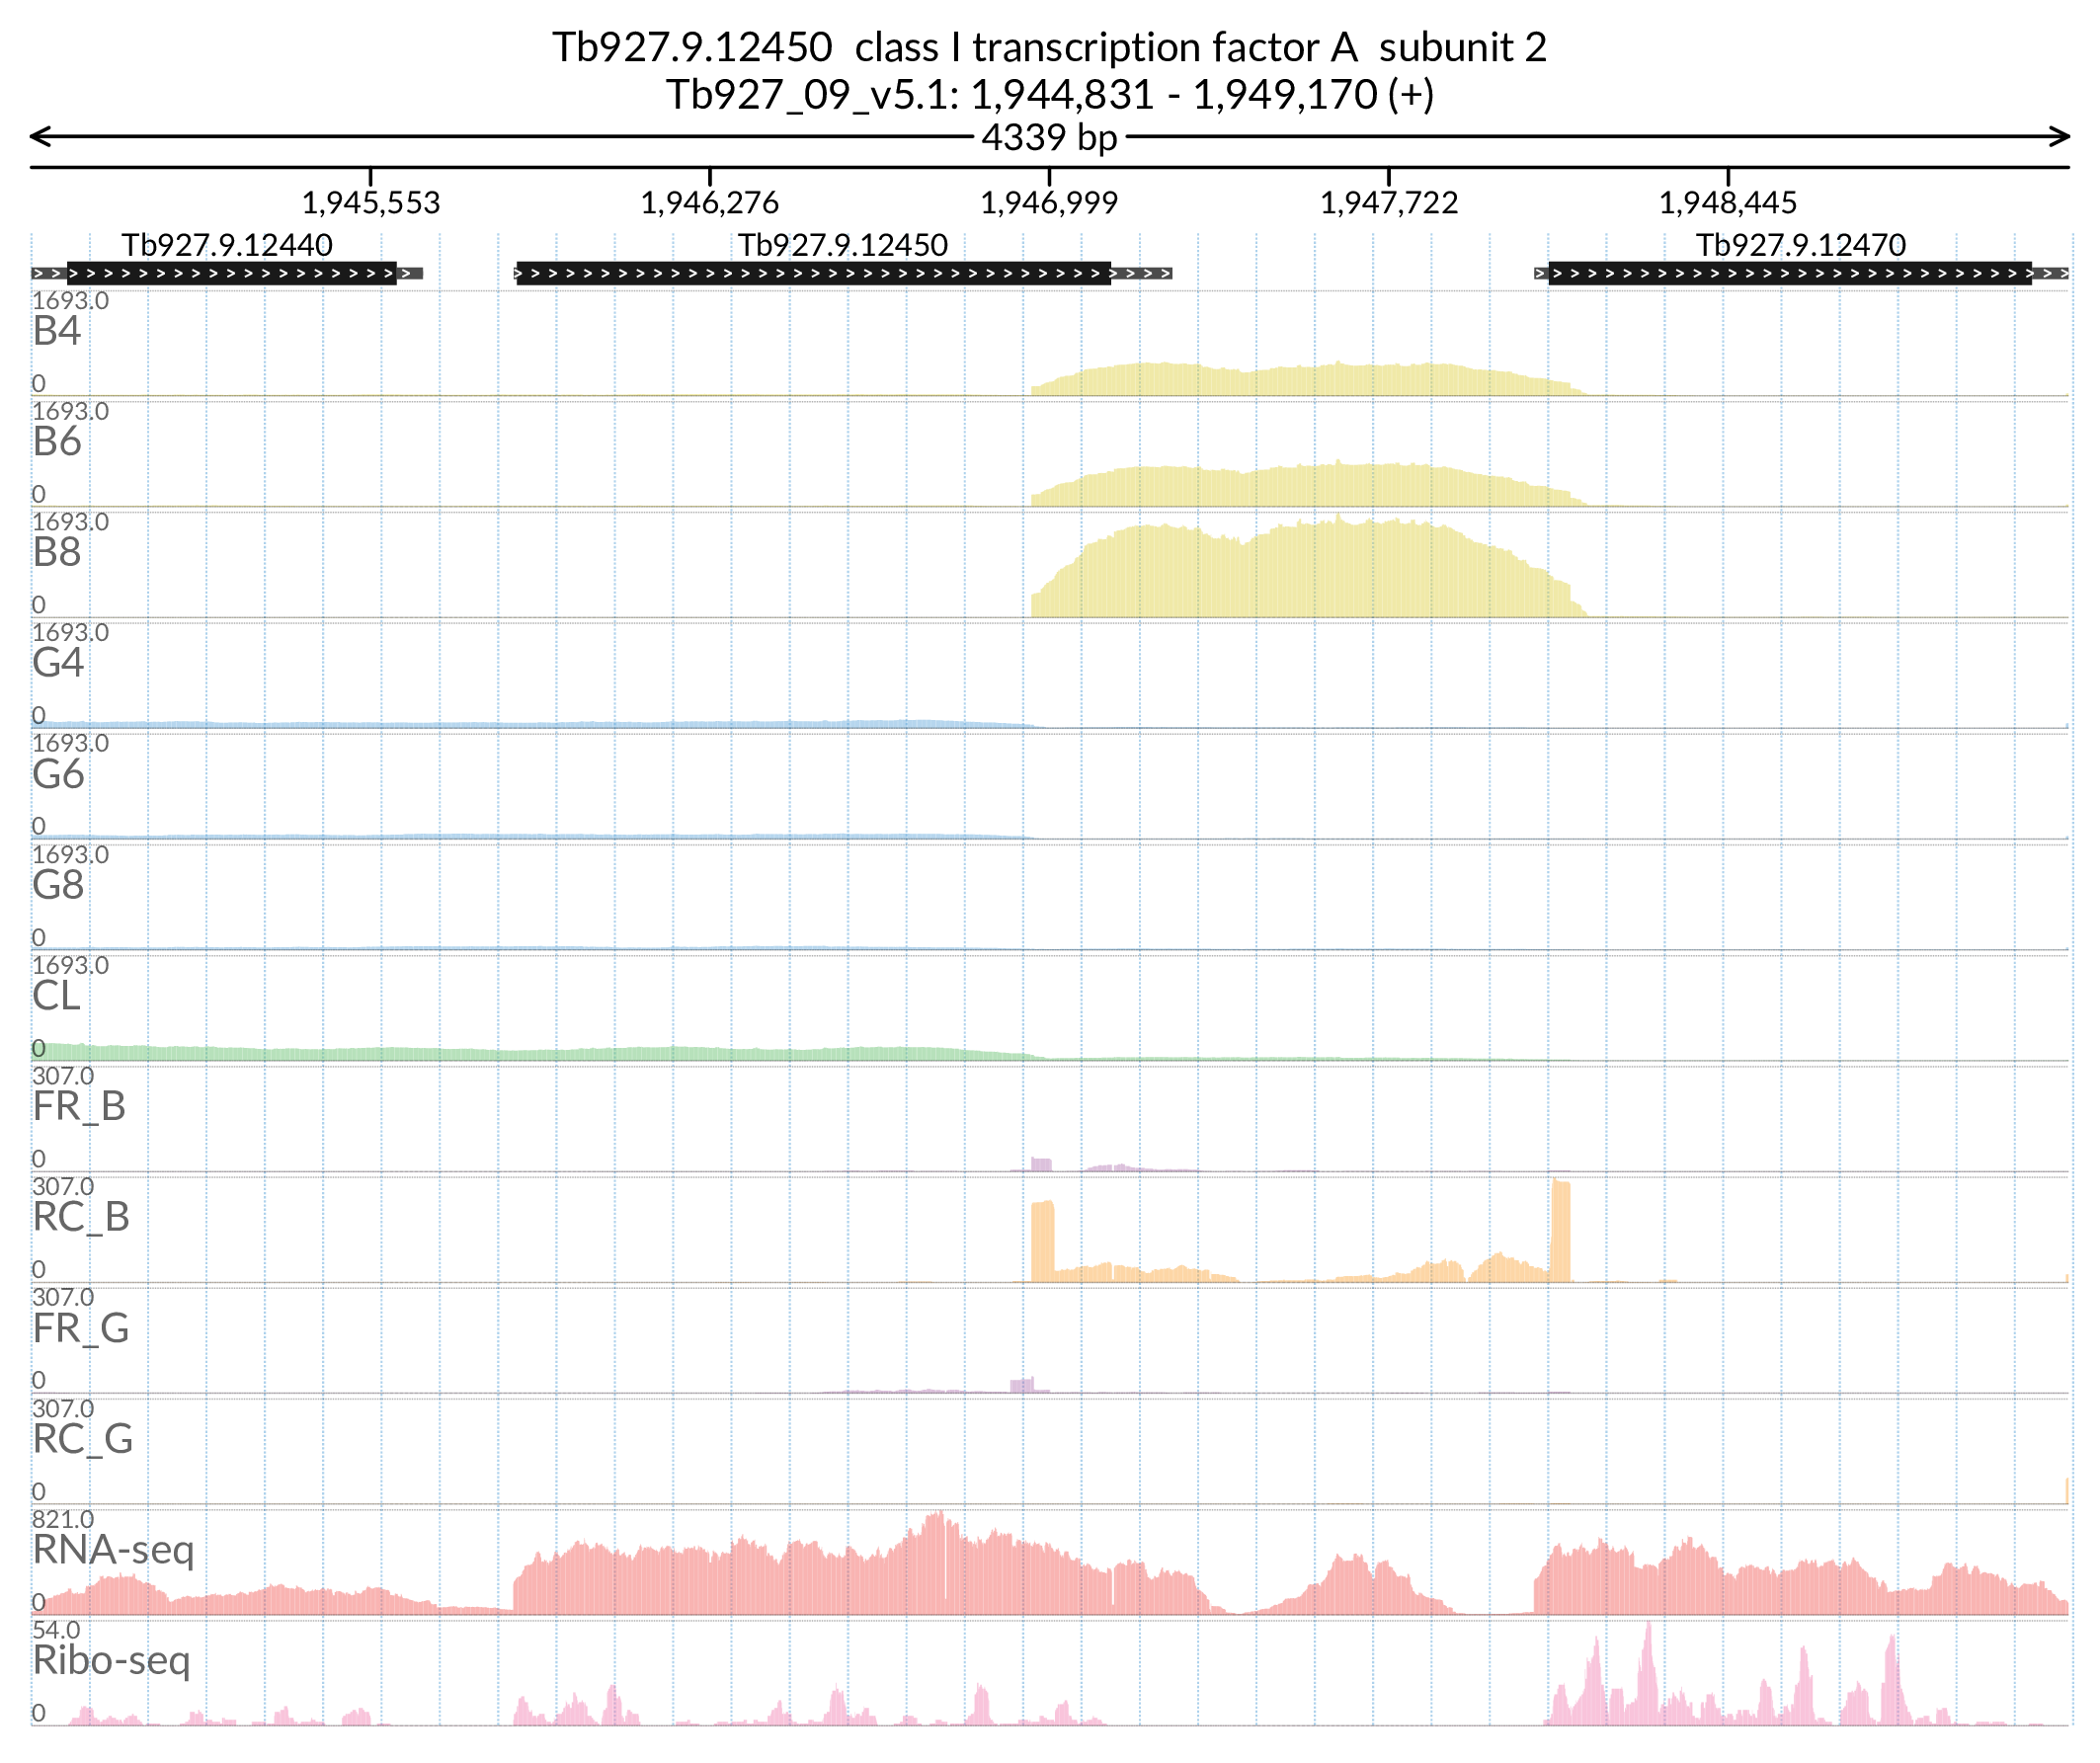 Tb927.9.12450 class I transcription factor A subunit 2
Tb927_09_v5.1: 1,944,831 - 1,949,170 (+)
4339 bp
1,945,553 1,946,276 1,946,999 1,947,722 1,948,445
Tb927.9.12440 Tb927.9.12450 Tb927.9.12470
1693.0
B4
0
1693.0
B6
0
1693.0
B8
0
1693.0
G4
0
1693.0
G6
0
1693.0
G8
0
1693.0
CL
0
307.0
FR_B
0
307.0
RC_B
0
307.0
FR_G
0
307.0
RC_G
0
821.0
RNA-seq
0
54.0
Ribo-seq
0